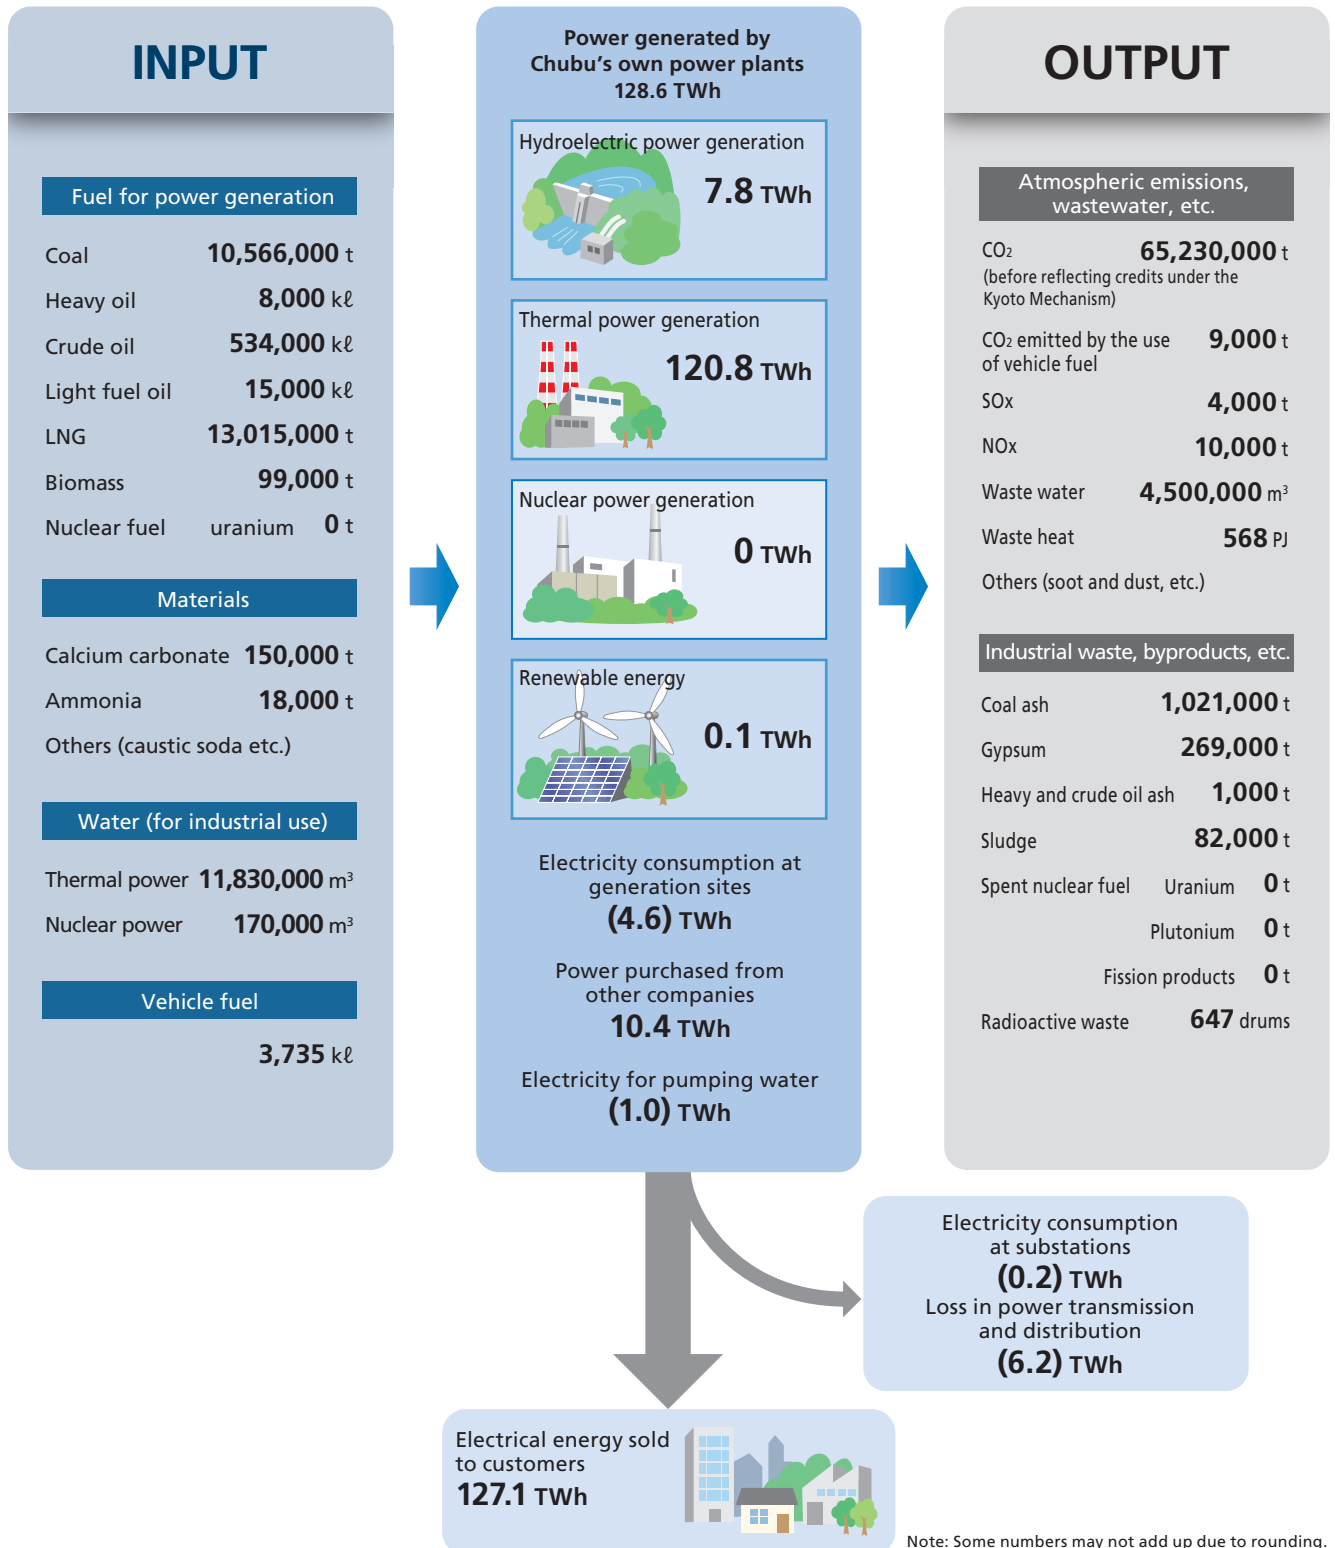 INPUT
Fuel for power generation
Coal 10,566,000 t
Heavy oil 8,000 kℓ
Crude oil 534,000 kℓ
Light fuel oil 15,000 kℓ
LNG 13,015,000 t
Biomass 99,000 t
Nuclear fuel uranium 0 t
Materials
Calcium carbonate 150,000 t
Ammonia 18,000 t
Others (caustic soda etc.)
Water (for industrial use)
Thermal power 11,830,000 m³
Nuclear power 170,000 m³
Vehicle fuel
3,735 kℓ
Power generated by
Chubu's own power plants
128.6 TWh
Hydroelectric power generation
7.8 TWh
Thermal power generation
120.8 TWh
Nuclear power generation
0 TWh
Renewable energy
0.1 TWh
Electricity consumption at
generation sites
(4.6) TWh
Power purchased from
other companies
10.4 TWh
Electricity for pumping water
(1.0) TWh
OUTPUT
Atmospheric emissions,
wastewater, etc.
CO₂ 65,230,000 t
(before reflecting credits under the
Kyoto Mechanism)
CO₂ emitted by the use 9,000 t
of vehicle fuel
SOx 4,000 t
NOx 10,000 t
Waste water 4,500,000 m³
Waste heat 568 PJ
Others (soot and dust, etc.)
Industrial waste, byproducts, etc.
Coal ash 1,021,000 t
Gypsum 269,000 t
Heavy and crude oil ash 1,000 t
Sludge 82,000 t
Spent nuclear fuel Uranium 0 t
Plutonium 0 t
Fission products 0 t
Radioactive waste 647 drums
Electricity consumption
at substations
(0.2) TWh
Loss in power transmission
and distribution
(6.2) TWh
Electrical energy sold
to customers
127.1 TWh
Note: Some numbers may not add up due to rounding.